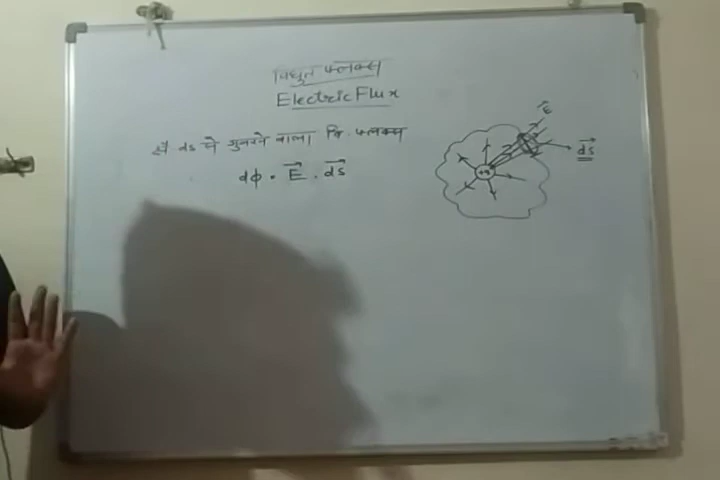 विधुत फ्लक्स
Electric Flux
क्षे ds से गुजरने वाला वि. फ्लक्स
dϕ = E⃗ . ds⃗
E⃗
ds⃗
+q